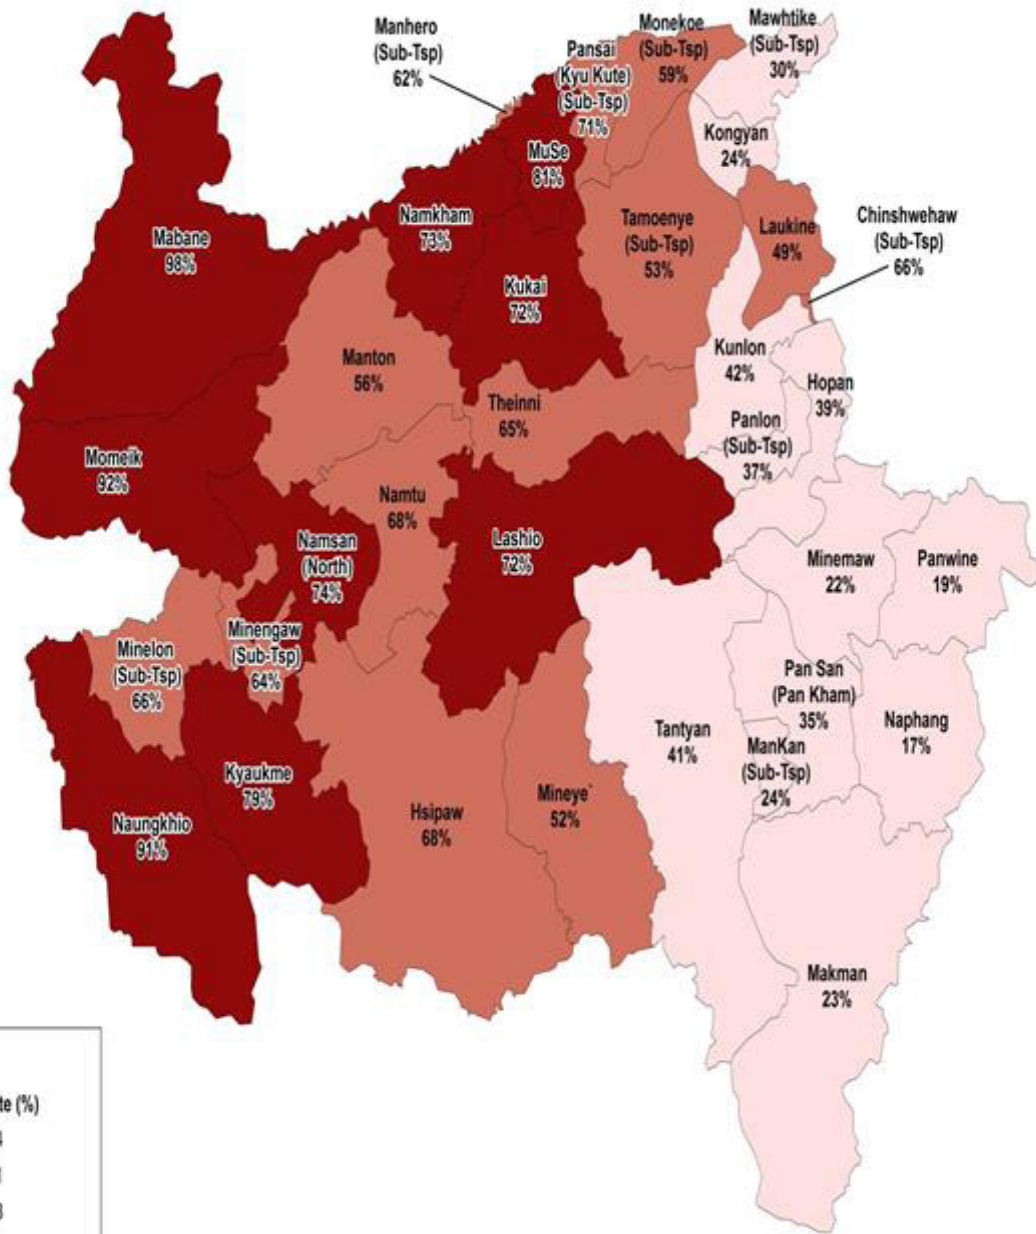 Manhero
(Sub-Tsp)
62%
Pansai
(Kyu Kute)
(Sub-Tsp)
71%
Monekoe
(Sub-Tsp)
59%
Mawhtike
(Sub-Tsp)
30%
Kongyan
24%
MuSe
81%
Namkham
73%
Mabane
98%
Tamoenye
(Sub-Tsp)
53%
Laukine
49%
Chinshwehaw
(Sub-Tsp)
66%
Kukai
72%
Manton
56%
Kunlon
42%
Hopan
39%
Theinni
65%
Panlon
(Sub-Tsp)
37%
Momeik
92%
Namtu
68%
Lashio
72%
Namsan
(North)
74%
Minemaw
22%
Panwine
19%
Minelon
(Sub-Tsp)
66%
Minengaw
(Sub-Tsp)
64%
Pan San
(Pan Kham)
35%
Naphang
17%
Tantyan
41%
ManKan
(Sub-Tsp)
24%
Kyaukme
79%
Naungkhio
91%
Hsipaw
68%
Mineye`
52%
Makman
23%
te (%)